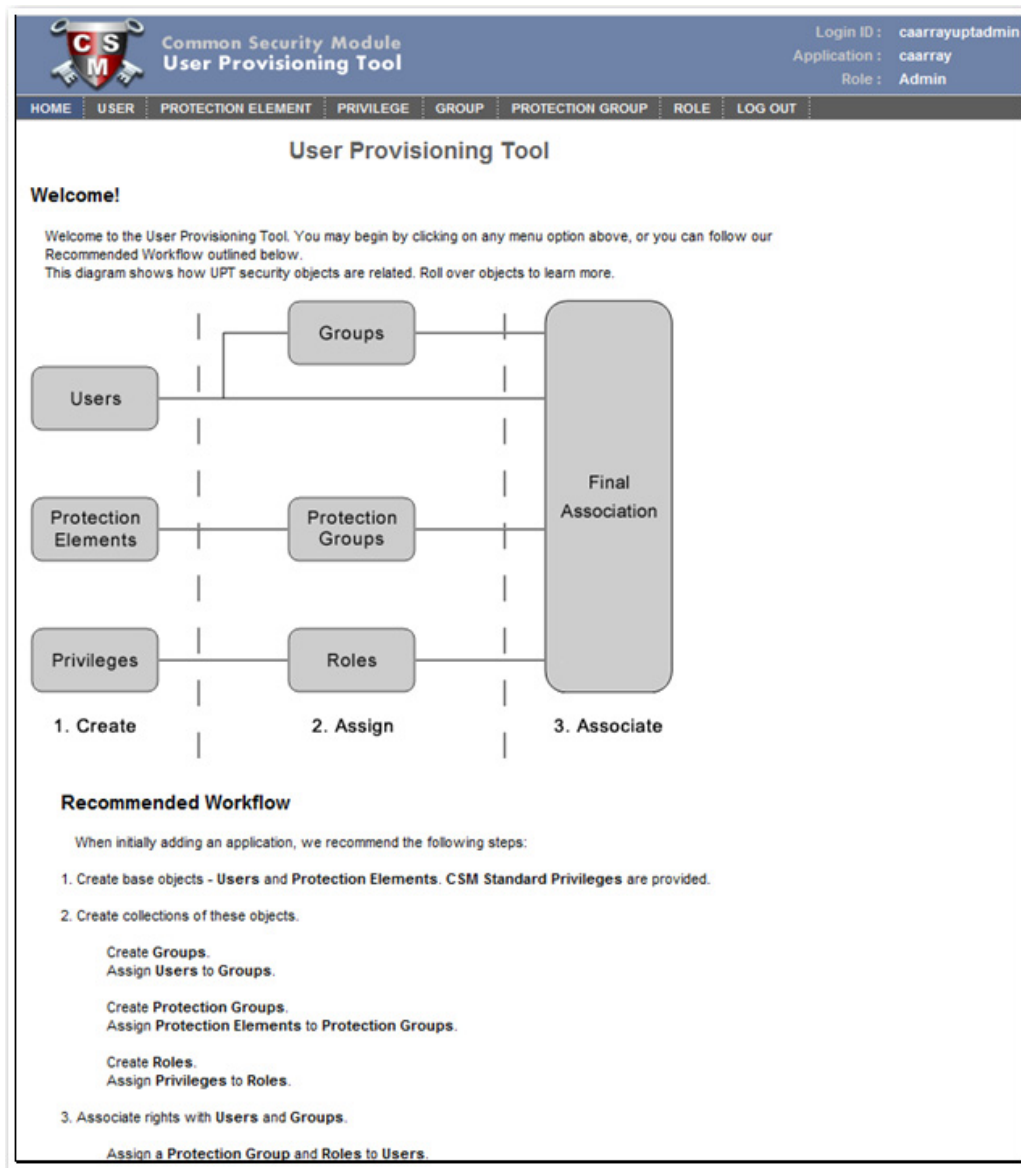 CSM
Common Security Module
User Provisioning Tool
Login ID : caarrayuptadmin
Application : caarray
Role : Admin
HOME USER PROTECTION ELEMENT PRIVILEGE GROUP PROTECTION GROUP ROLE LOG OUT
User Provisioning Tool
Welcome!
Welcome to the User Provisioning Tool. You may begin by clicking on any menu option above, or you can follow our
Recommended Workflow outlined below.
This diagram shows how UPT security objects are related. Roll over objects to learn more.
Groups
Users
Final
Association
Protection
Elements
Protection
Groups
Privileges
Roles
1. Create
2. Assign
3. Associate
Recommended Workflow
When initially adding an application, we recommend the following steps:
1. Create base objects - Users and Protection Elements. CSM Standard Privileges are provided.
2. Create collections of these objects.
Create Groups.
Assign Users to Groups.
Create Protection Groups.
Assign Protection Elements to Protection Groups.
Create Roles.
Assign Privileges to Roles.
3. Associate rights with Users and Groups.
Assign a Protection Group and Roles to Users.